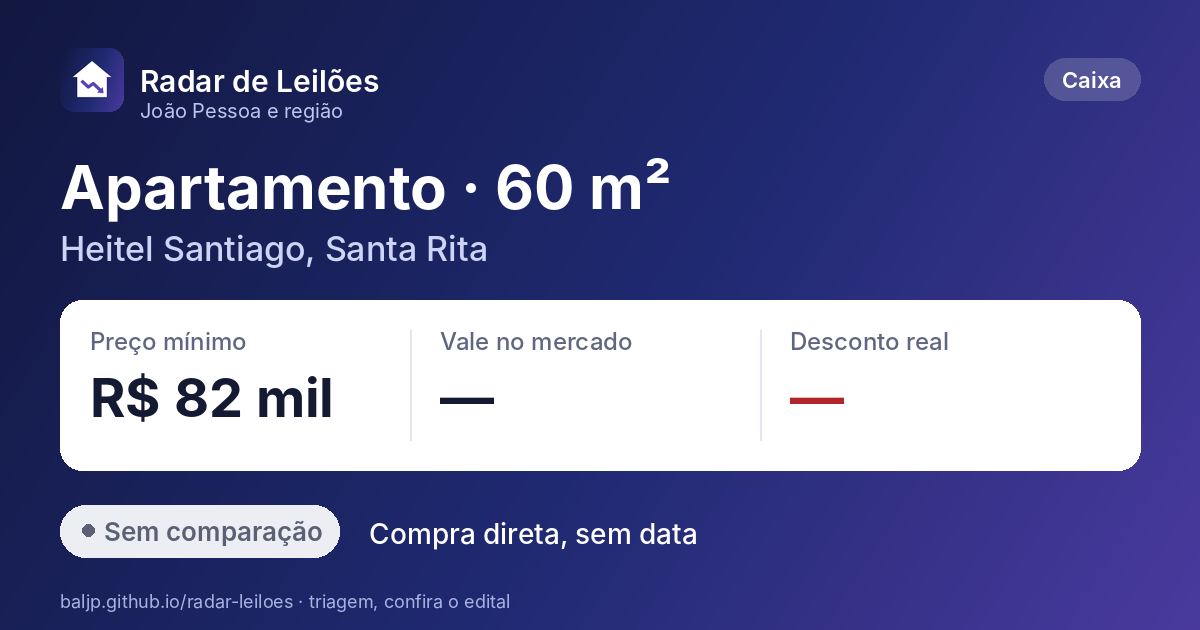 Radar de Leilões
João Pessoa e região
Caixa
Apartamento · 60 m²
Heitel Santiago, Santa Rita
Preço mínimo
R$ 82 mil
Vale no mercado
—
Desconto real
—
Sem comparação
Compra direta, sem data
baljp.github.io/radar-leiloes · triagem, confira o edital